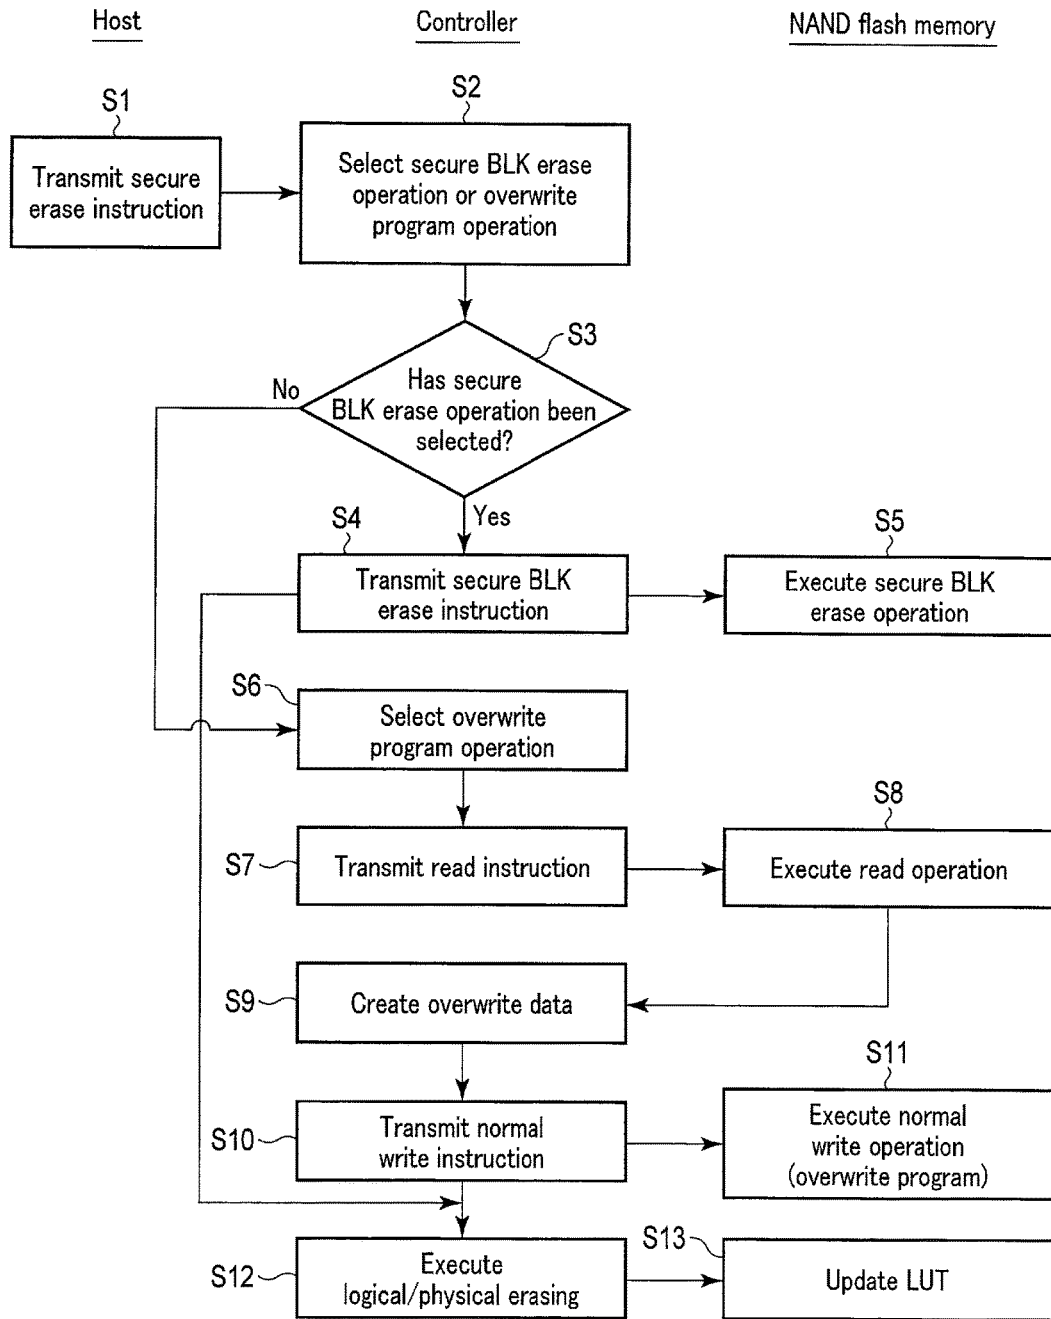 Host
Controller
NAND flash memory
S1
S2
Transmit secure
erase instruction
Select secure BLK erase
operation or overwrite
program operation
S3
No
Has secure
BLK erase operation been
selected?
Yes
S4
S5
Transmit secure BLK
erase instruction
Execute secure BLK
erase operation
S6
Select overwrite
program operation
S8
S7
Transmit read instruction
Execute read operation
S9
Create overwrite data
S11
S10
Transmit normal
write instruction
Execute normal
write operation
(overwrite program)
S13
S12
Execute
logical/physical erasing
Update LUT